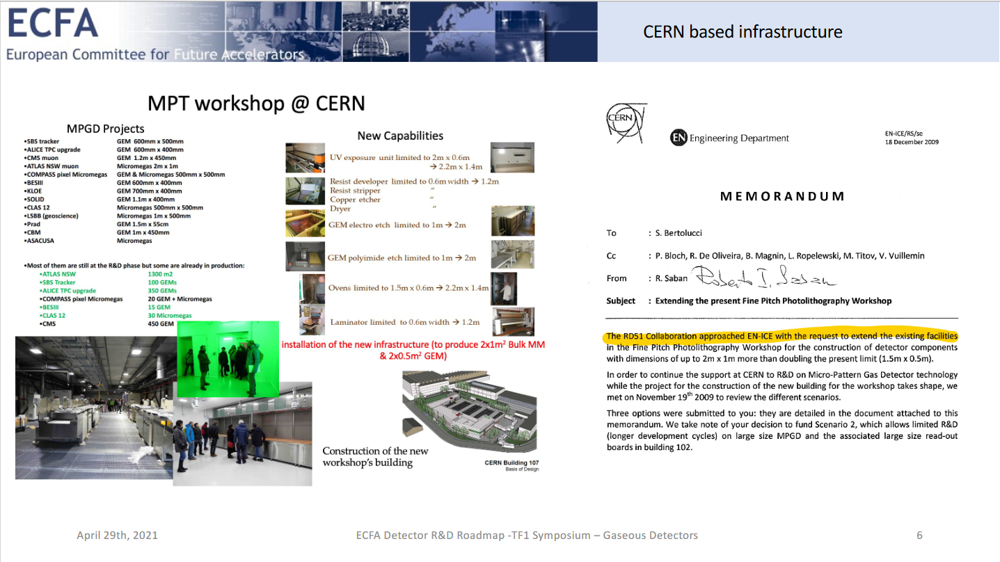 ECFA
European Committee for Future Accelerators
CERN based infrastructure
MPT workshop @ CERN
MPGD Projects
•SBS tracker GEM 600mm x 500mm
•ALICE TPC upgrade GEM 600mm x 400mm
•CMS muon GEM 1.2m x 450mm
•ATLAS NSW muon Micromegas 2m x 1m
•COMPASS pixel Micromegas GEM & Micromegas 500mm x 500mm
•BESIII GEM 600mm x 400mm
•KLOE GEM 700mm x 400mm
•SOLID GEM 1.1m x 400mm
•CLAS 12 Micromegas 500mm x 500mm
•LSBB (geoscience) Micromegas 1m x 500mm
•Prad GEM 1.5m x 55cm
•CBM GEM 1m x 450mm
•ASACUSA Micromegas
•Most of them are still at the R&D phase but some are already in production:
•ATLAS NSW 1300 m2
•SBS Tracker 100 GEMs
•ALICE TPC upgrade 350 GEMs
•COMPASS pixel Micromegas 20 GEM + Micromegas
•BESIII 15 GEM
•CLAS 12 30 Micromegas
•CMS 450 GEM
New Capabilities
UV exposure unit limited to 2m x 0.6m
→ 2.2m x 1.4m
Resist developer limited to 0.6m width → 1.2m
Resist stripper "
Copper etcher "
Dryer "
GEM electro etch limited to 1m → 2m
GEM polyimide etch limited to 1m → 2m
Ovens limited to 1.5m x 0.6m → 2.2m x 1.4m
Laminator limited to 0.6m width → 1.2m
installation of the new infrastructure (to produce 2x1m² Bulk MM
& 2x0.5m² GEM)
Construction of the new
workshop's building
CERN Building 107
Basis of Design
CERN
EN Engineering Department
EN-ICE/RS/se
18 December 2009
MEMORANDUM
To : S. Bertolucci
Cc : P. Bloch, R. De Oliveira, B. Magnin, L. Ropelewski, M. Titov, V. Vuillemin
From : R. Saban Roberto I. Saban
Subject : Extending the present Fine Pitch Photolithography Workshop
The RD51 Collaboration approached EN-ICE with the request to extend the existing facilities
in the Fine Pitch Photolithography Workshop for the construction of detector components
with dimensions of up to 2m x 1m more than doubling the present limit (1.5m x 0.5m).
In order to continue the support at CERN to R&D on Micro-Pattern Gas Detector technology
while the project for the construction of the new building for the workshop takes shape, we
met on November 19th 2009 to review the different scenarios.
Three options were submitted to you: they are detailed in the document attached to this
memorandum. We take note of your decision to fund Scenario 2, which allows limited R&D
(longer development cycles) on large size MPGD and the associated large size read-out
boards in building 102.
April 29th, 2021
ECFA Detector R&D Roadmap -TF1 Symposium – Gaseous Detectors
6